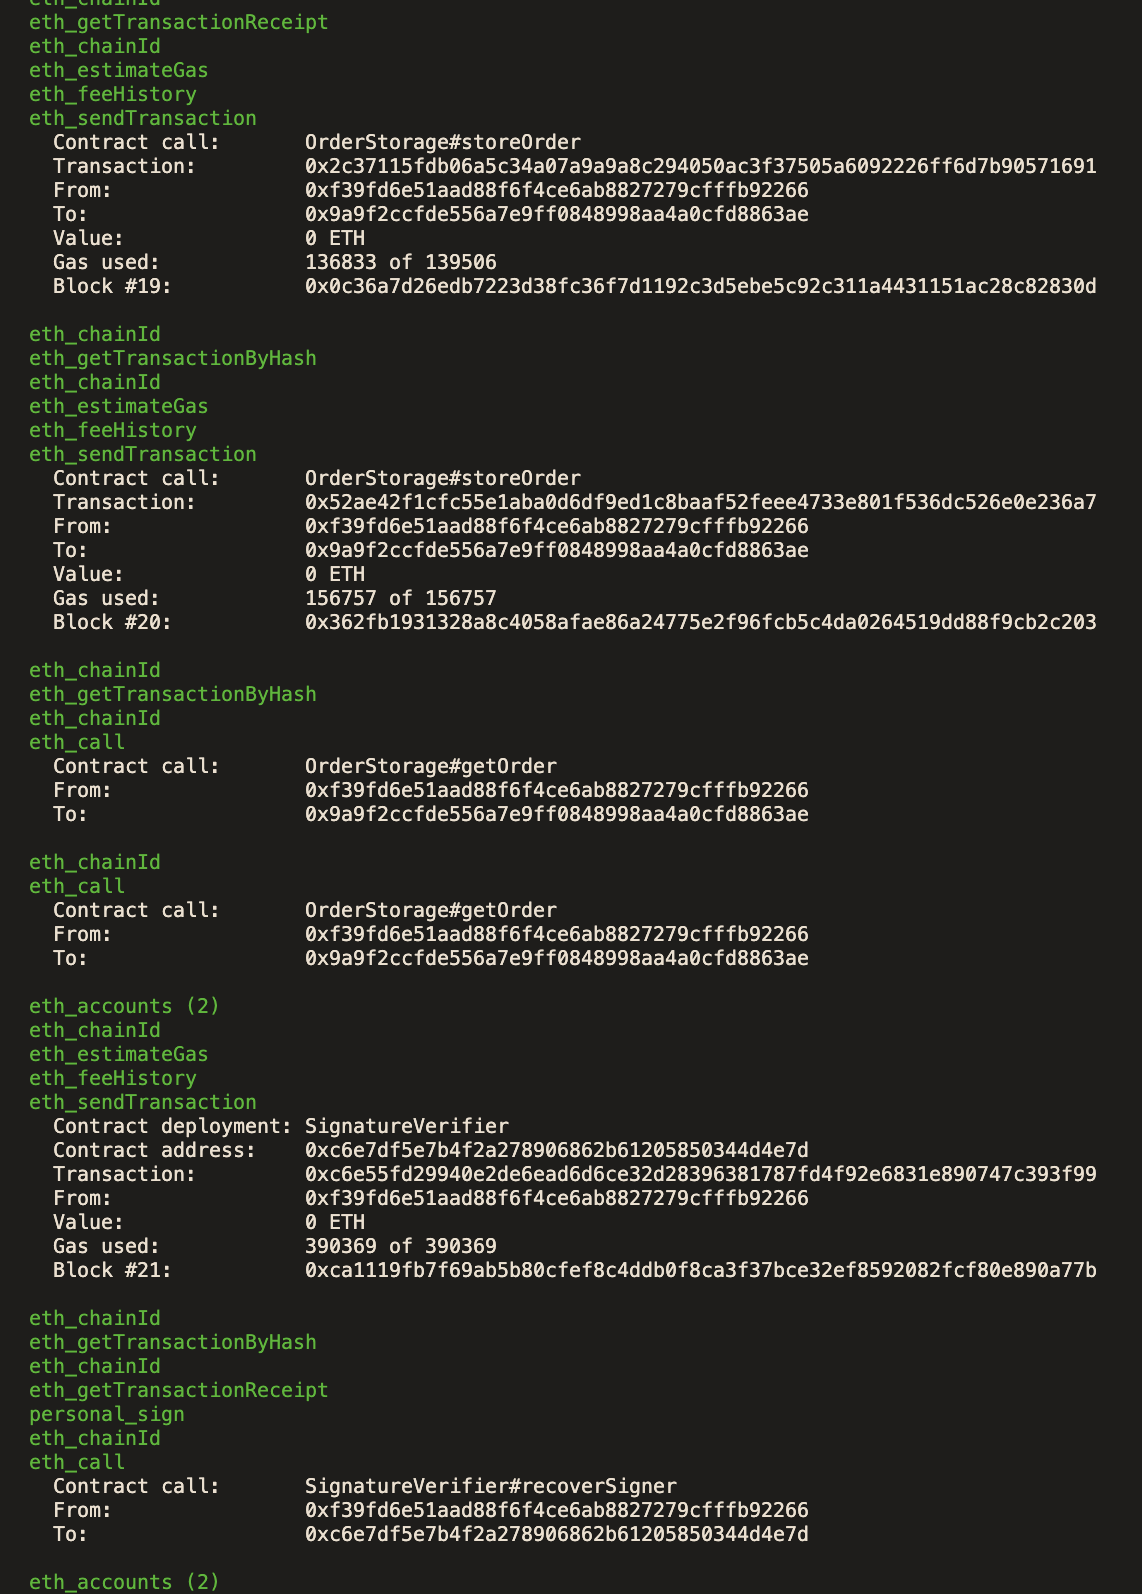 eth_chainId
eth_getTransactionReceipt
eth_chainId
eth_estimateGas
eth_feeHistory
eth_sendTransaction
Contract call: OrderStorage#storeOrder
Transaction: 0x2c37115fdb06a5c34a07a9a9a8c294050ac3f37505a6092226ff6d7b90571691
From: 0xf39fd6e51aad88f6f4ce6ab8827279cfffb92266
To: 0x9a9f2ccfde556a7e9ff0848998aa4a0cfd8863ae
Value: 0 ETH
Gas used: 136833 of 139506
Block #19: 0x0c36a7d26edb7223d38fc36f7d1192c3d5ebe5c92c311a4431151ac28c82830d
eth_chainId
eth_getTransactionByHash
eth_chainId
eth_estimateGas
eth_feeHistory
eth_sendTransaction
Contract call: OrderStorage#storeOrder
Transaction: 0x52ae42f1cfc55e1aba0d6df9ed1c8baaf52feee4733e801f536dc526e0e236a7
From: 0xf39fd6e51aad88f6f4ce6ab8827279cfffb92266
To: 0x9a9f2ccfde556a7e9ff0848998aa4a0cfd8863ae
Value: 0 ETH
Gas used: 156757 of 156757
Block #20: 0x362fb1931328a8c4058afae86a24775e2f96fcb5c4da0264519dd88f9cb2c203
eth_chainId
eth_getTransactionByHash
eth_chainId
eth_call
Contract call: OrderStorage#getOrder
From: 0xf39fd6e51aad88f6f4ce6ab8827279cfffb92266
To: 0x9a9f2ccfde556a7e9ff0848998aa4a0cfd8863ae
eth_chainId
eth_call
Contract call: OrderStorage#getOrder
From: 0xf39fd6e51aad88f6f4ce6ab8827279cfffb92266
To: 0x9a9f2ccfde556a7e9ff0848998aa4a0cfd8863ae
eth_accounts (2)
eth_chainId
eth_estimateGas
eth_feeHistory
eth_sendTransaction
Contract deployment: SignatureVerifier
Contract address: 0xc6e7df5e7b4f2a278906862b61205850344d4e7d
Transaction: 0xc6e55fd29940e2de6ead6d6ce32d28396381787fd4f92e6831e890747c393f99
From: 0xf39fd6e51aad88f6f4ce6ab8827279cfffb92266
Value: 0 ETH
Gas used: 390369 of 390369
Block #21: 0xca1119fb7f69ab5b80cfef8c4ddb0f8ca3f37bce32ef8592082fcf80e890a77b
eth_chainId
eth_getTransactionByHash
eth_chainId
eth_getTransactionReceipt
personal_sign
eth_chainId
eth_call
Contract call: SignatureVerifier#recoverSigner
From: 0xf39fd6e51aad88f6f4ce6ab8827279cfffb92266
To: 0xc6e7df5e7b4f2a278906862b61205850344d4e7d
eth_accounts (2)